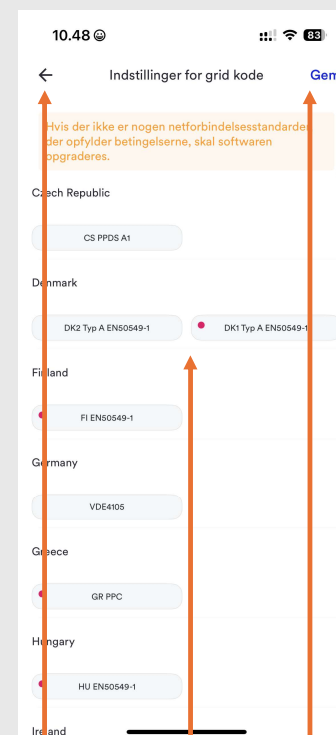 10.48
83
Indstillinger for grid kode
Gem
Hvis der ikke er nogen netforbindelsesstandarder
der opfylder betingelserne, skal softwaren
opgraderes.
Czech Republic
CS PPDS A1
Denmark
DK2 Typ A EN50549-1
DK1 Typ A EN50549-1
Finland
FI EN50549-1
Germany
VDE4105
Greece
GR PPC
Hungary
HU EN50549-1
Ireland